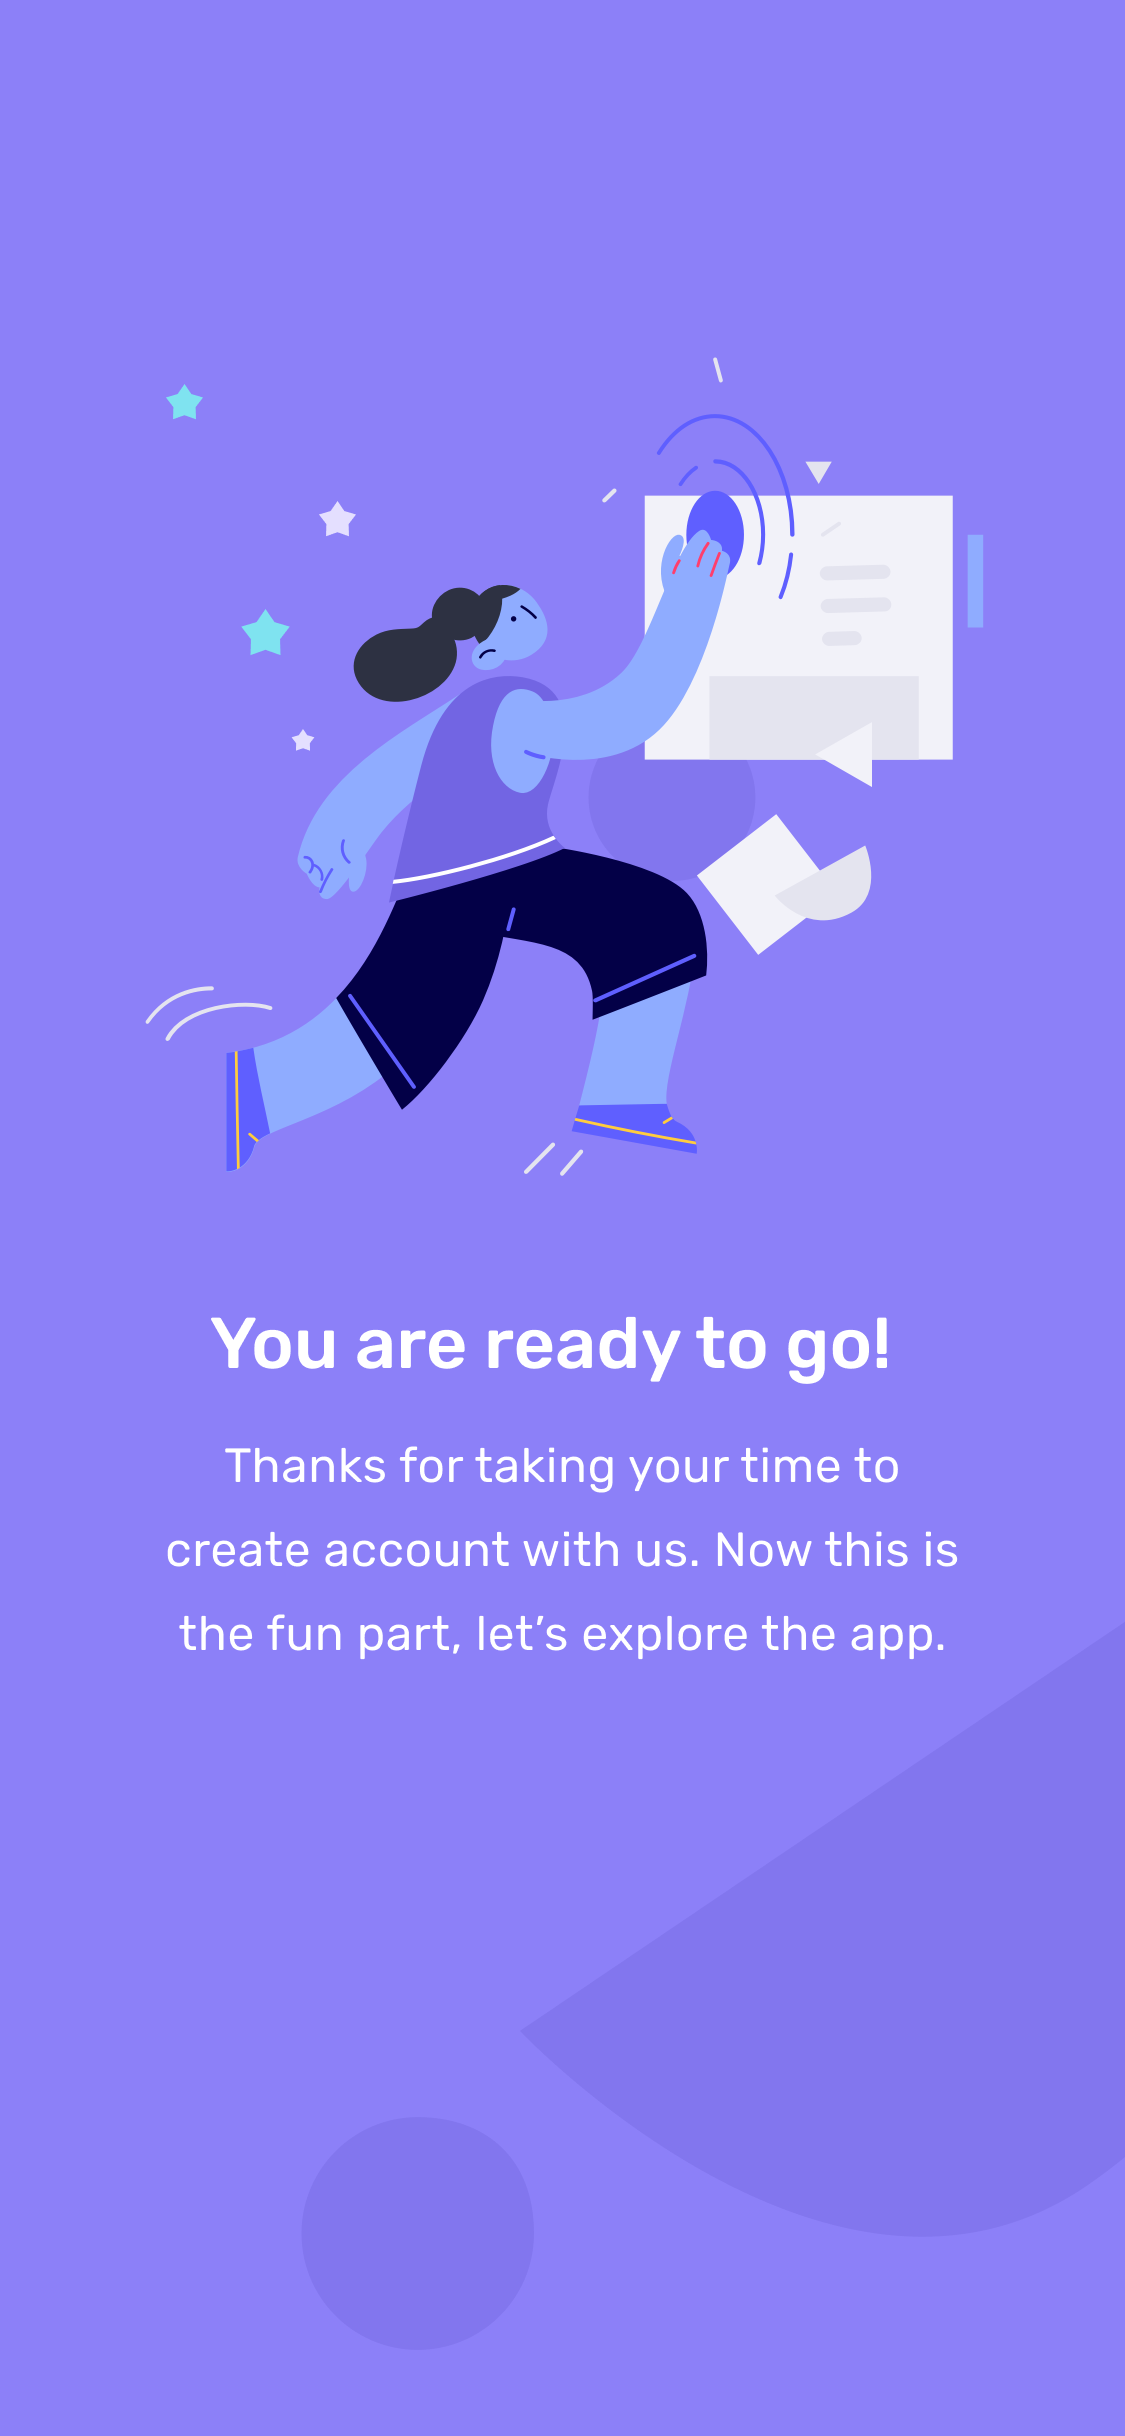 You are ready to go!
Thanks for taking your time to
create account with us. Now this is
the fun part, let’s explore the app.